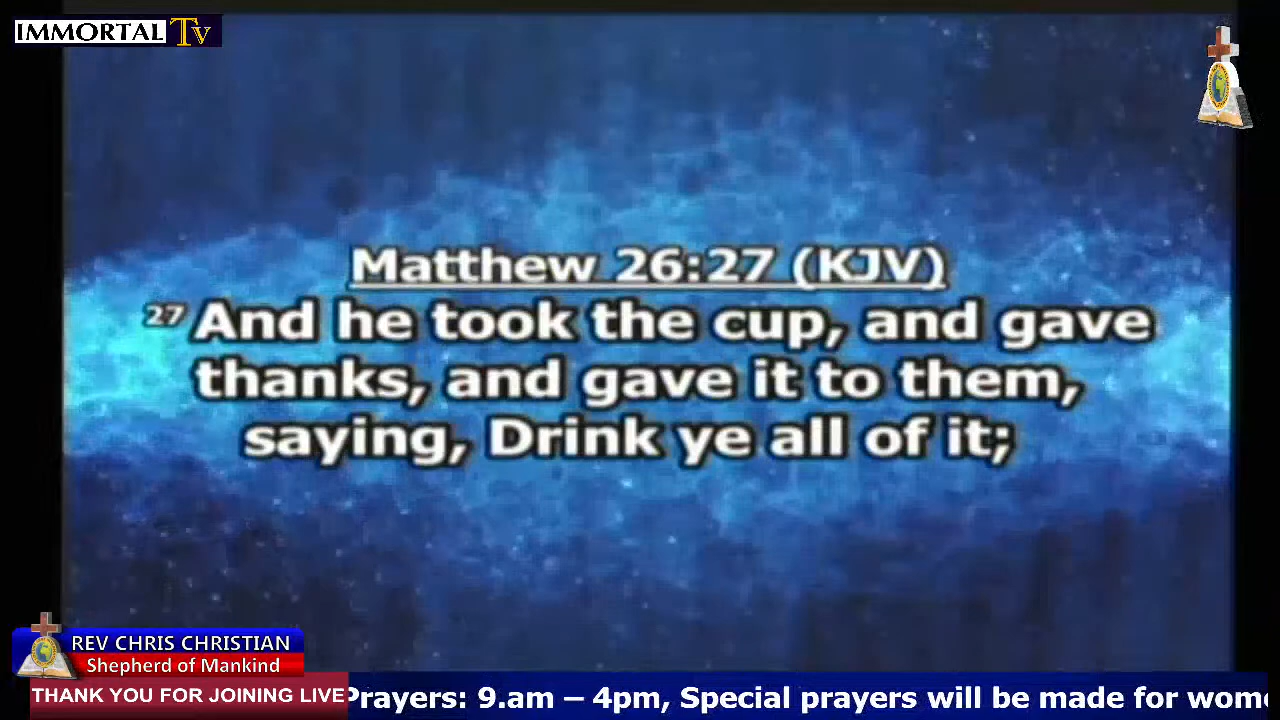 IMMORTAL Tv
Matthew 26:27 (KJV)
27 And he took the cup, and gave
thanks, and gave it to them,
saying, Drink ye all of it;
REV CHRIS CHRISTIAN
Shepherd of Mankind
THANK YOU FOR JOINING LIVE
Prayers: 9.am – 4pm, Special prayers will be made for